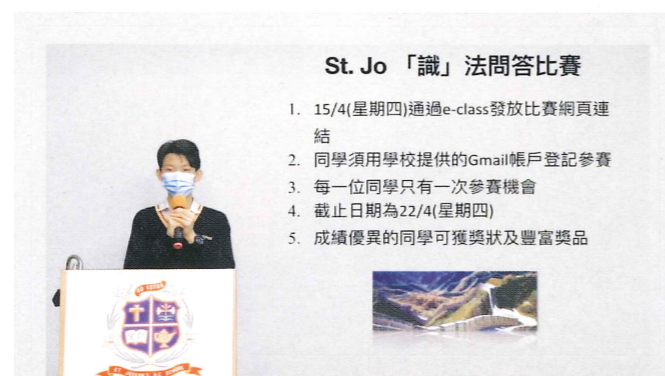 St. Jo 「識」法問答比賽
1. 15/4(星期四)通過e-class發放比賽網頁連
結
2. 同學須用學校提供的Gmail帳戶登記參賽
3. 每一位同學只有一次參賽機會
4. 截止日期為22/4(星期四)
5. 成績優異的同學可獲獎狀及豐富獎品